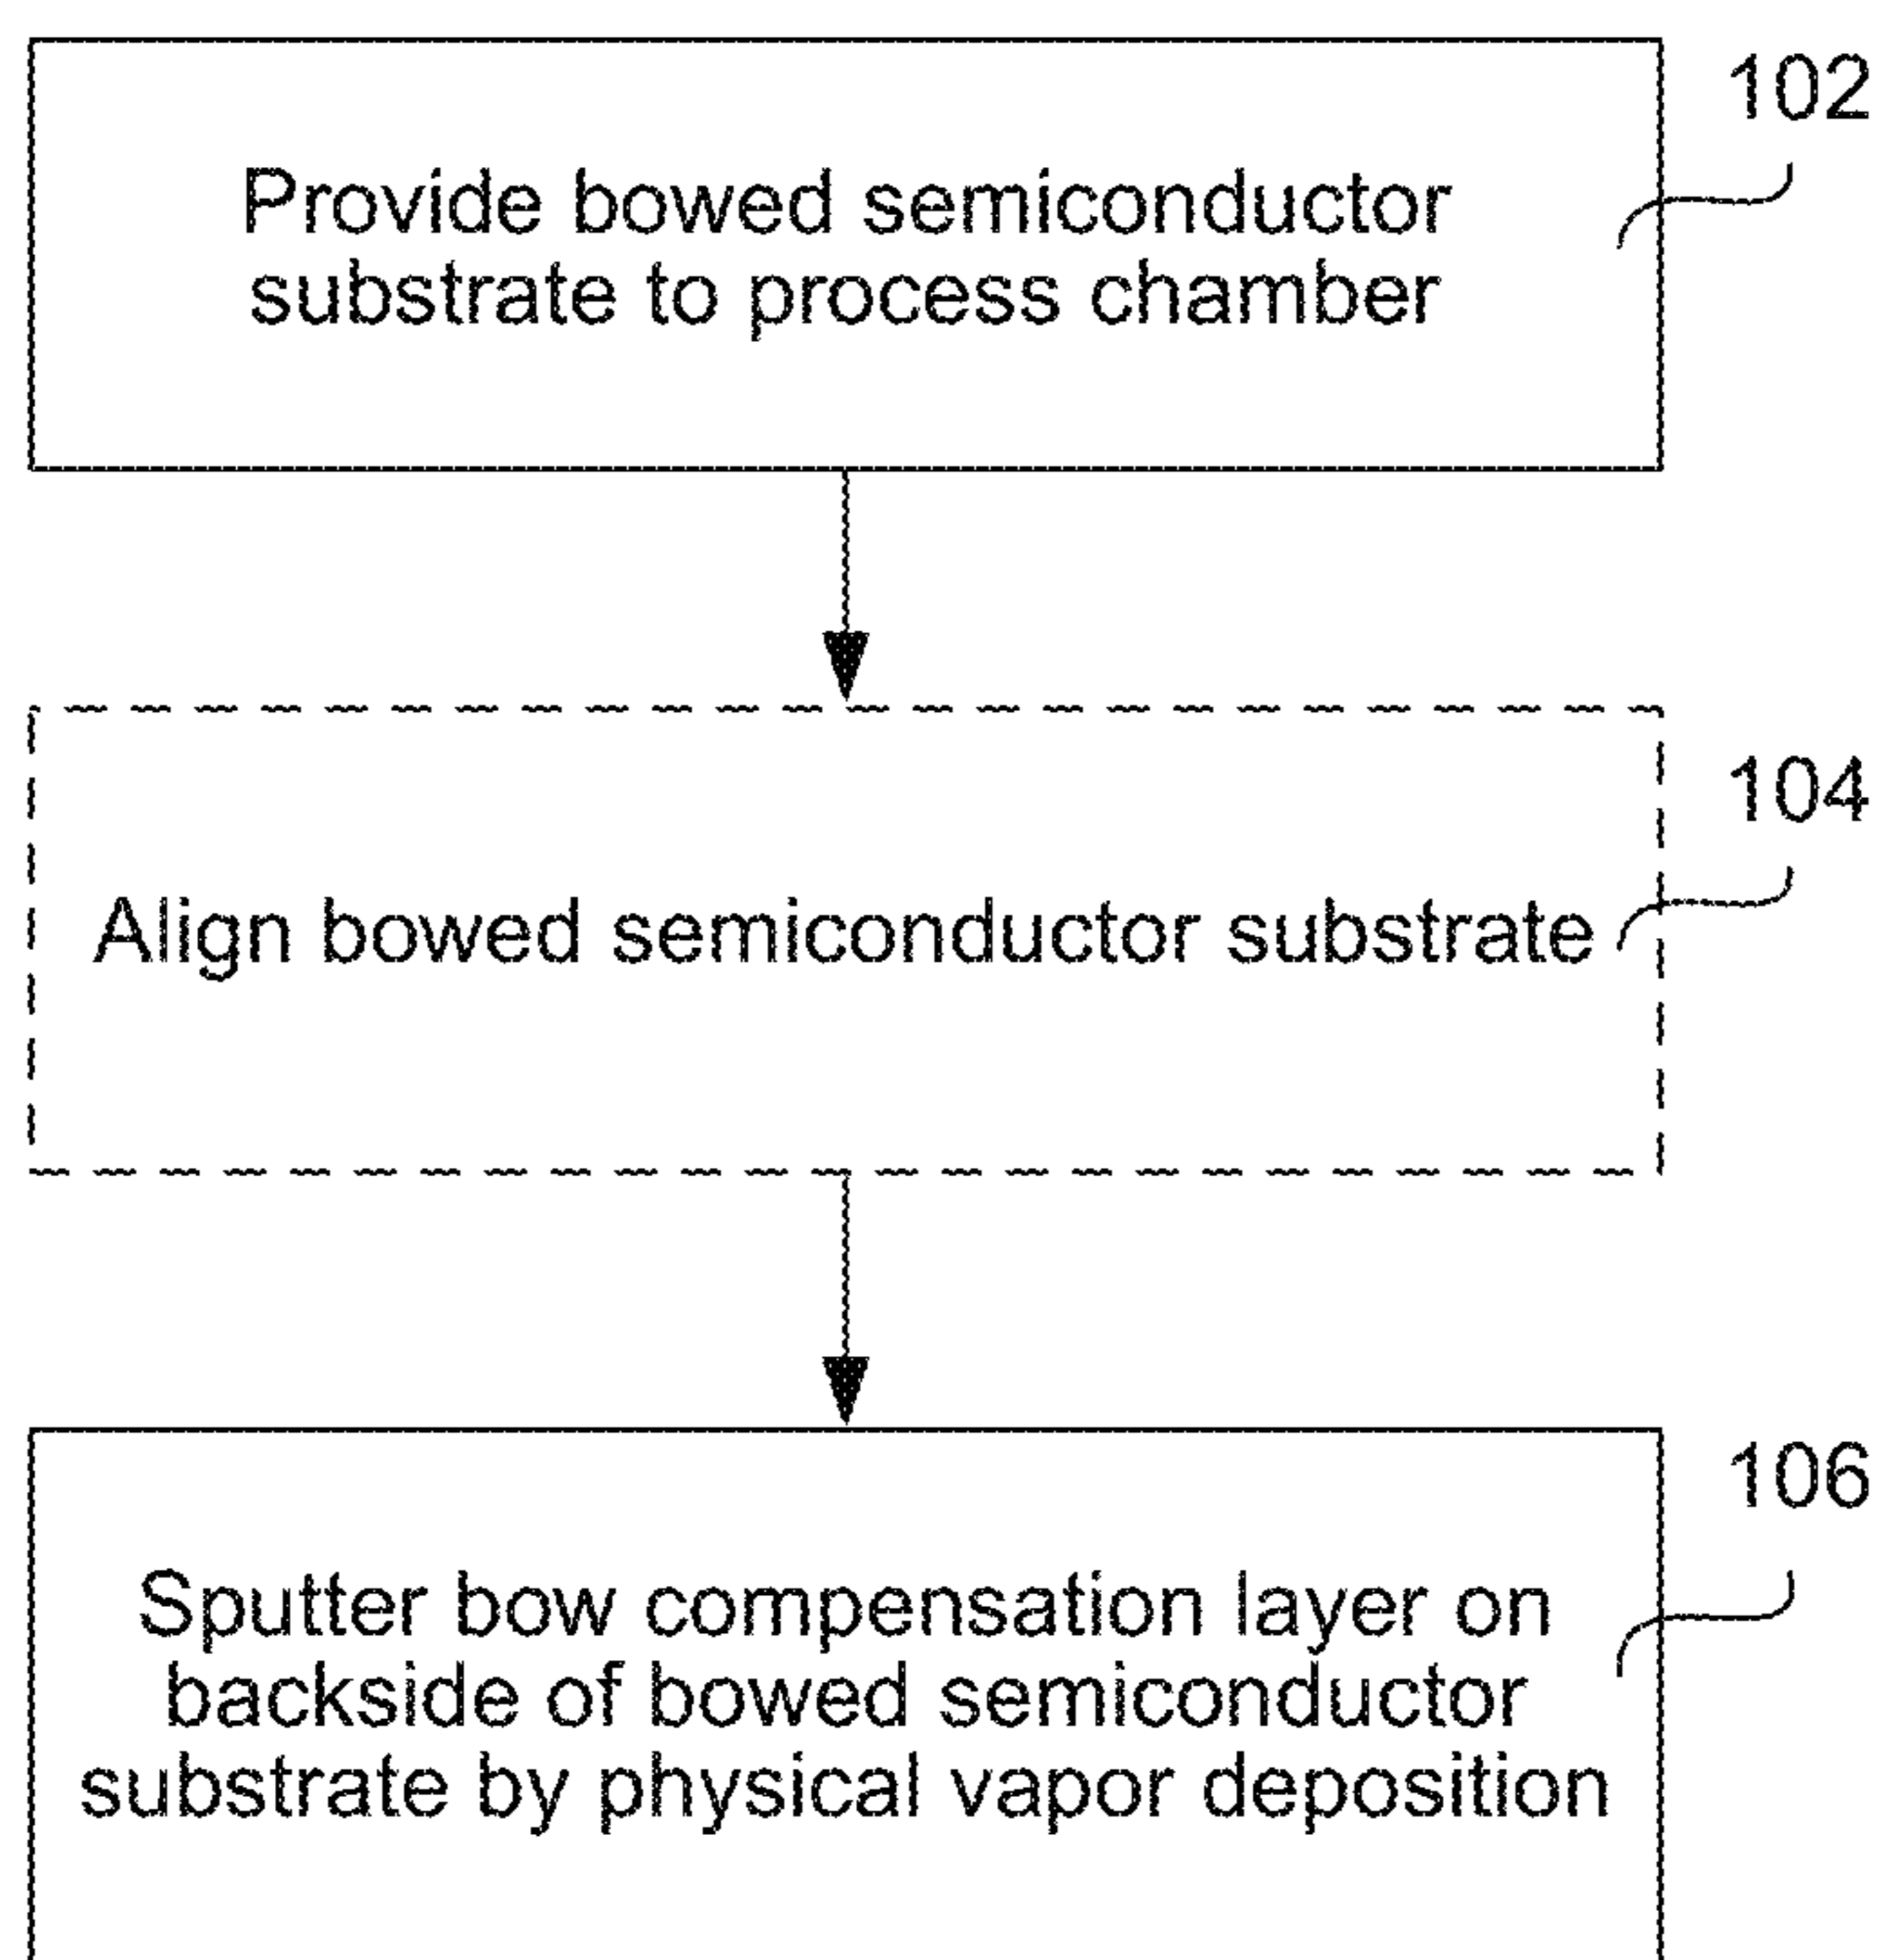 102
Provide bowed semiconductor
substrate to process chamber
104
Align bowed semiconductor substrate
106
Sputter bow compensation layer on
backside of bowed semiconductor
substrate by physical vapor deposition